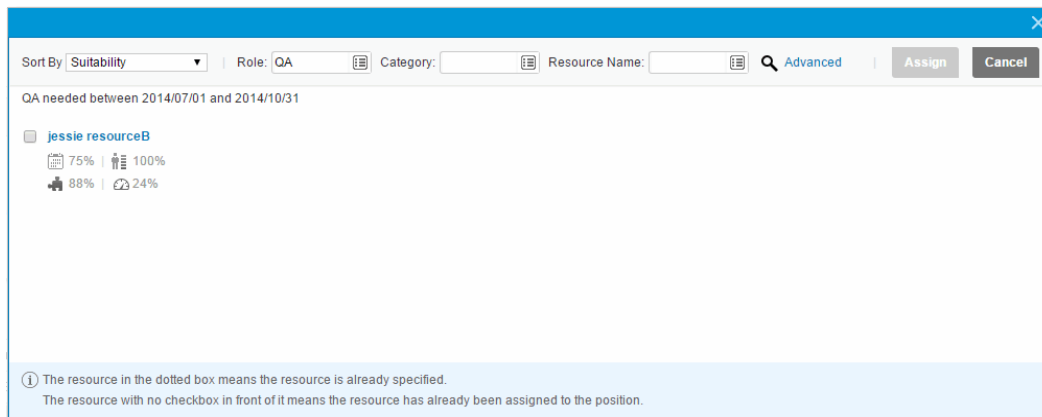 Sort By Suitability Role: QA Category: Resource Name: Advanced Assign Cancel
QA needed between 2014/07/01 and 2014/10/31
jessie resourceB
75% | 100%
88% | 24%
The resource in the dotted box means the resource is already specified.
The resource with no checkbox in front of it means the resource has already been assigned to the position.